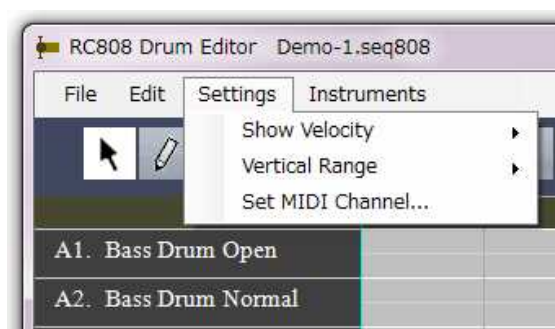 RC808 Drum Editor Demo-1.seq808
File Edit Settings Instruments
Show Velocity
Vertical Range
Set MIDI Channel...
A1. Bass Drum Open
A2. Bass Drum Normal